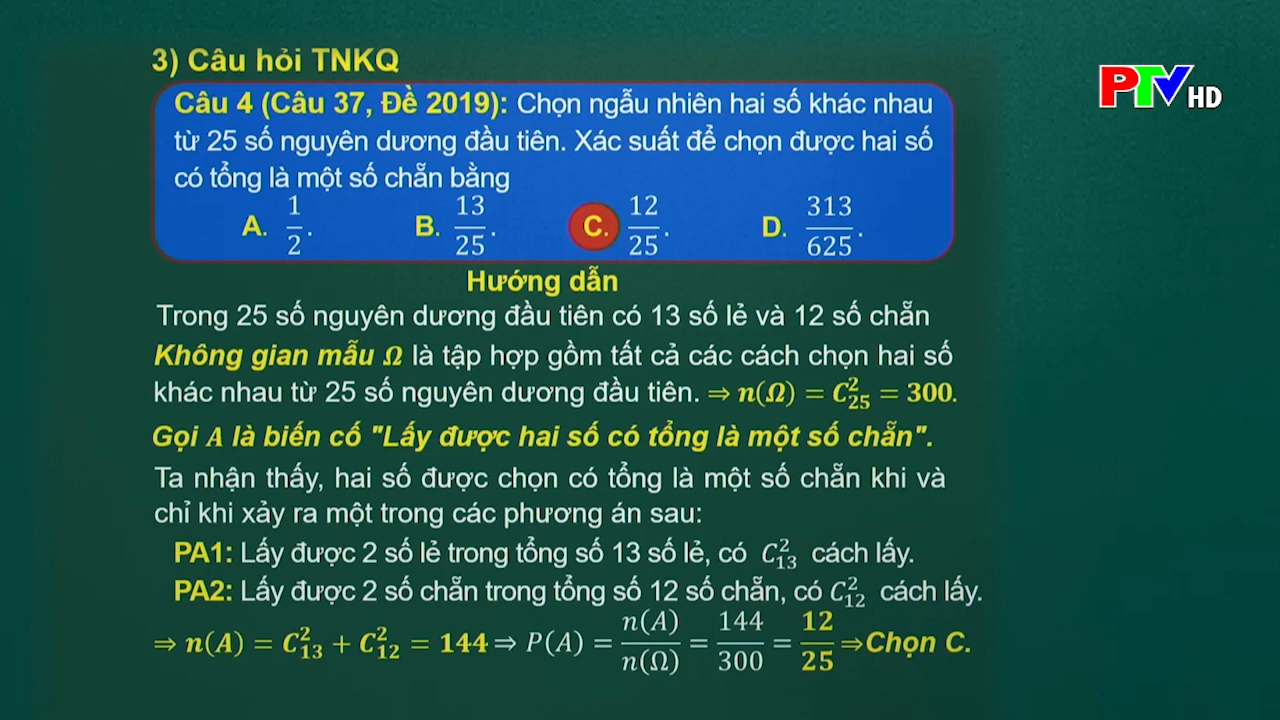 3) Câu hỏi TNKQ
PTV HD
Câu 4 (Câu 37, Đề 2019): Chọn ngẫu nhiên hai số khác nhau
từ 25 số nguyên dương đầu tiên. Xác suất để chọn được hai số
có tổng là một số chẵn bằng
A. 1/2. B. 13/25. C. 12/25. D. 313/625.
Hướng dẫn
Trong 25 số nguyên dương đầu tiên có 13 số lẻ và 12 số chẵn
Không gian mẫu Ω là tập hợp gồm tất cả các cách chọn hai số
khác nhau từ 25 số nguyên dương đầu tiên. ⇒ n(Ω) = C²₂₅ = 300.
Gọi A là biến cố "Lấy được hai số có tổng là một số chẵn".
Ta nhận thấy, hai số được chọn có tổng là một số chẵn khi và
chỉ khi xảy ra một trong các phương án sau:
PA1: Lấy được 2 số lẻ trong tổng số 13 số lẻ, có C²₁₃ cách lấy.
PA2: Lấy được 2 số chẵn trong tổng số 12 số chẵn, có C²₁₂ cách lấy.
⇒ n(A) = C²₁₃ + C²₁₂ = 144 ⇒ P(A) = n(A)/n(Ω) = 144/300 = 12/25 ⇒Chọn C.